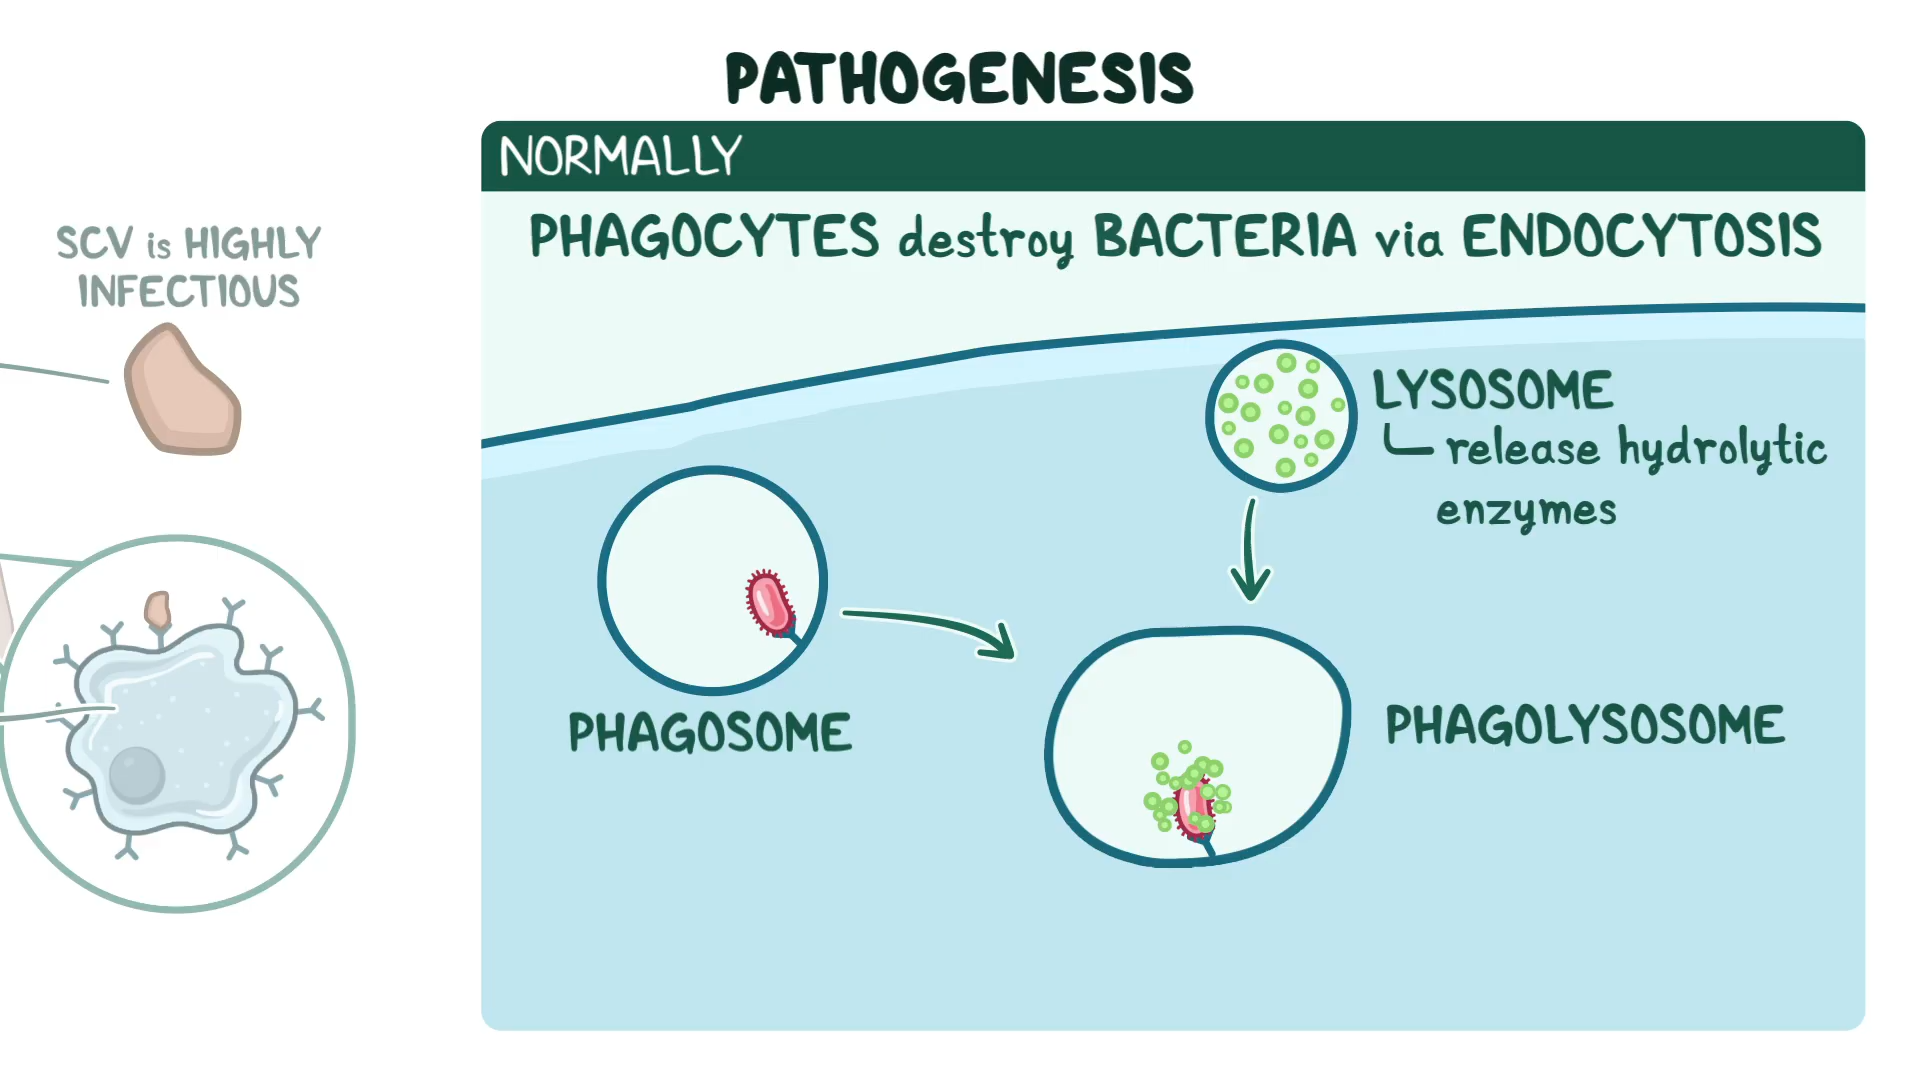 PATHOGENESIS
NORMALLY
PHAGOCYTES destroy BACTERIA via ENDOCYTOSIS
SCV is HIGHLY
INFECTIOUS
LYSOSOME
release hydrolytic
enzymes
PHAGOSOME
PHAGOLYSOSOME